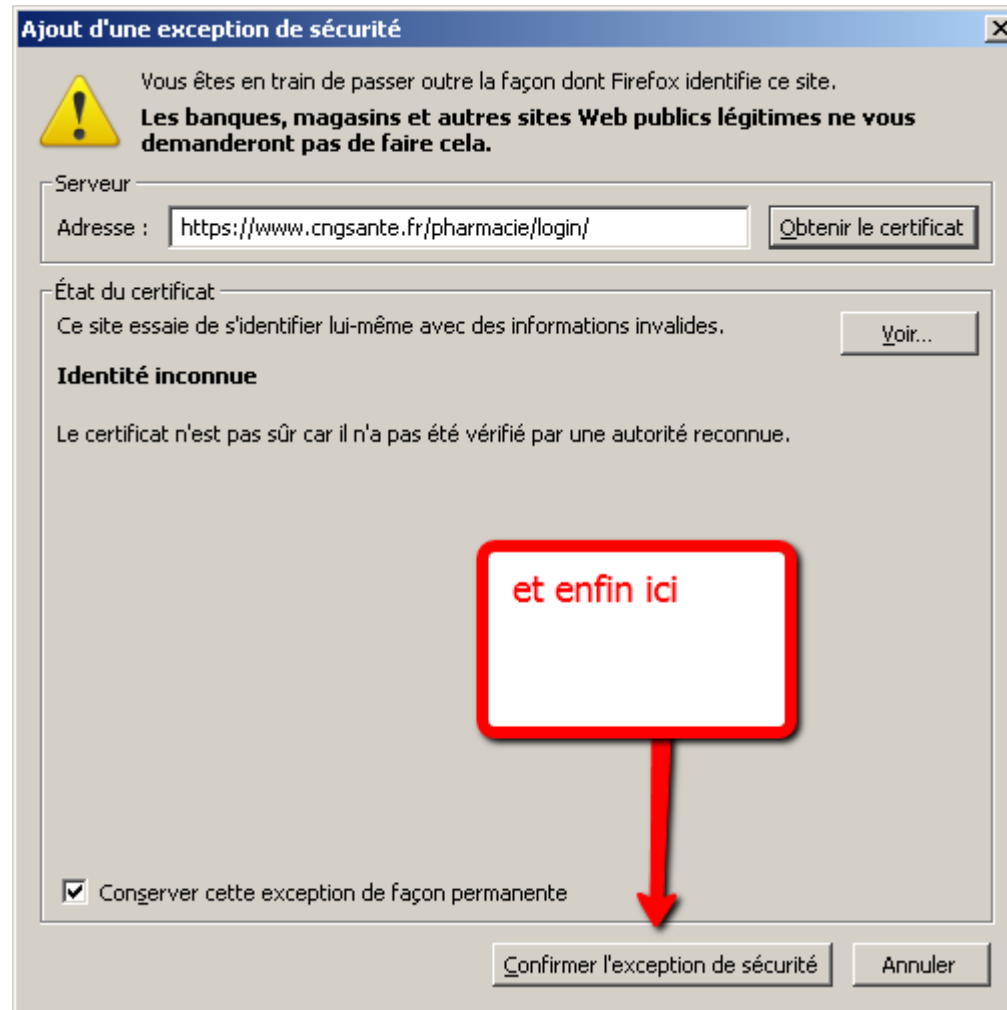 Ajout d'une exception de sécurité
Vous êtes en train de passer outre la façon dont Firefox identifie ce site.
Les banques, magasins et autres sites Web publics légitimes ne vous
demanderont pas de faire cela.
Serveur
Adresse : https://www.cngsante.fr/pharmacie/login/ Obtenir le certificat
État du certificat
Ce site essaie de s'identifier lui-même avec des informations invalides. Voir...
Identité inconnue
Le certificat n'est pas sûr car il n'a pas été vérifié par une autorité reconnue.
et enfin ici
Conserver cette exception de façon permanente
Confirmer l'exception de sécurité Annuler